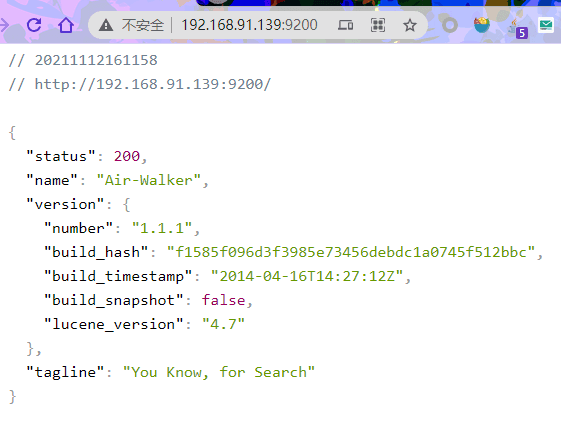 不安全 192.168.91.139:9200
5
// 20211112161158
// http://192.168.91.139:9200/
{
"status": 200,
"name": "Air-Walker",
"version": {
"number": "1.1.1",
"build_hash": "f1585f096d3f3985e73456debdc1a0745f512bbc",
"build_timestamp": "2014-04-16T14:27:12Z",
"build_snapshot": false,
"lucene_version": "4.7"
},
"tagline": "You Know, for Search"
}